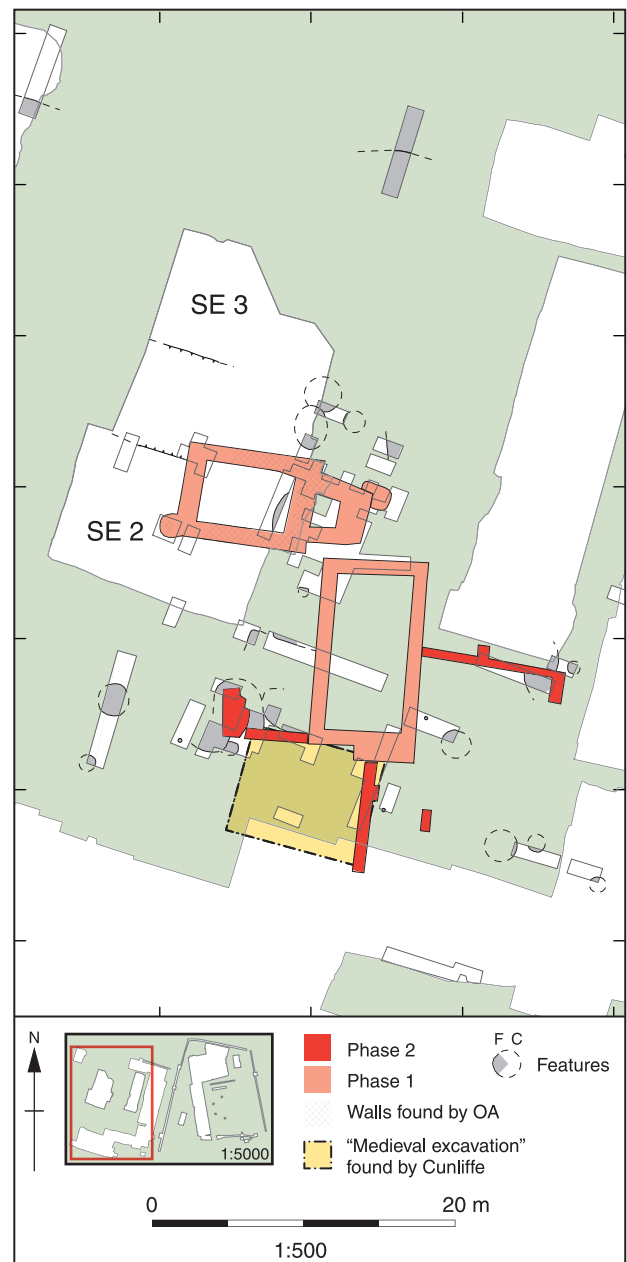 SE 3
SE 2
N
1:5000
Phase 2
Phase 1
Walls found by OA
“Medieval excavation”
found by Cunliffe
F C
Features
0 20 m
1:500